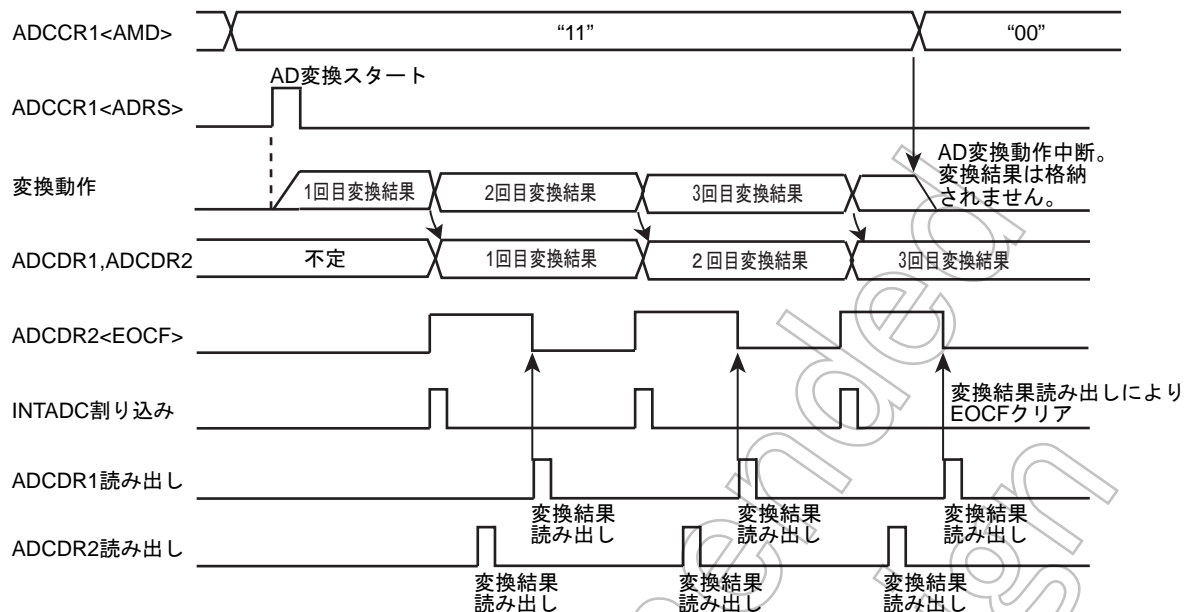 ADCCR1<AMD>
“11”
“00”
AD変換スタート
ADCCR1<ADRS>
AD変換動作中断。
変換結果は格納
されません。
変換動作
1回目変換結果
2回目変換結果
3回目変換結果
ADCDR1,ADCDR2
不定
1回目変換結果
２回目変換結果
3回目変換結果
ADCDR2<EOCF>
INTADC割り込み
変換結果読み出しにより
EOCFクリア
ADCDR1読み出し
変換結果
読み出し
変換結果
読み出し
変換結果
読み出し
ADCDR2読み出し
変換結果
読み出し
変換結果
読み出し
変換結果
読み出し